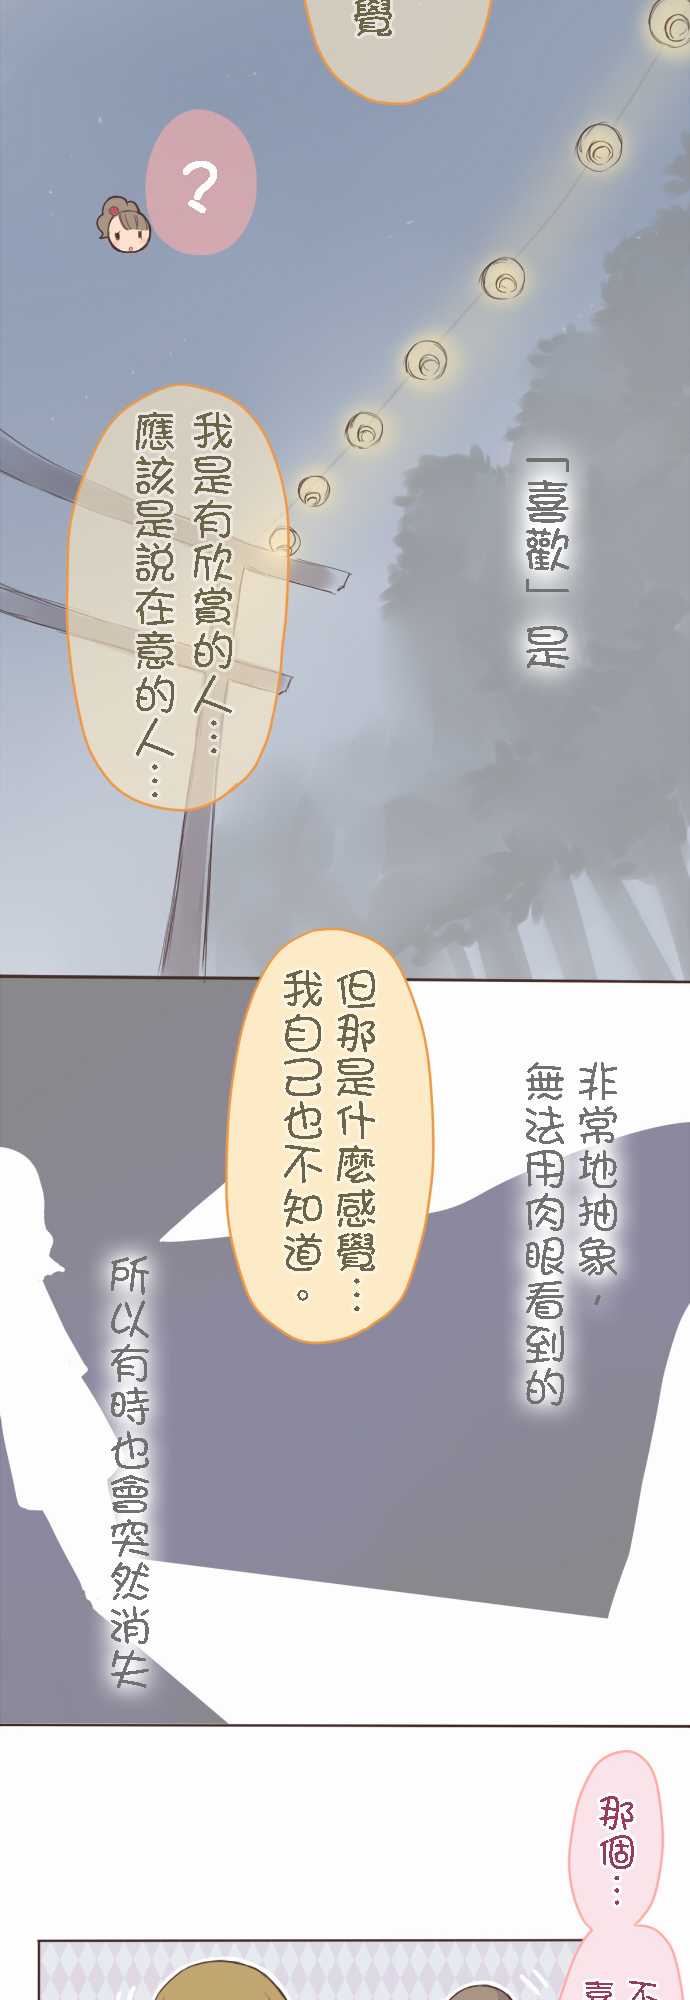 覺
？
「喜歡」是
我是有欣賞的人…
應該是說在意的人…
但那是什麼感覺…
我自己也不知道。
非常地抽象，
無法用肉眼看到的
所以有時也會突然消失
那個…
不
喜